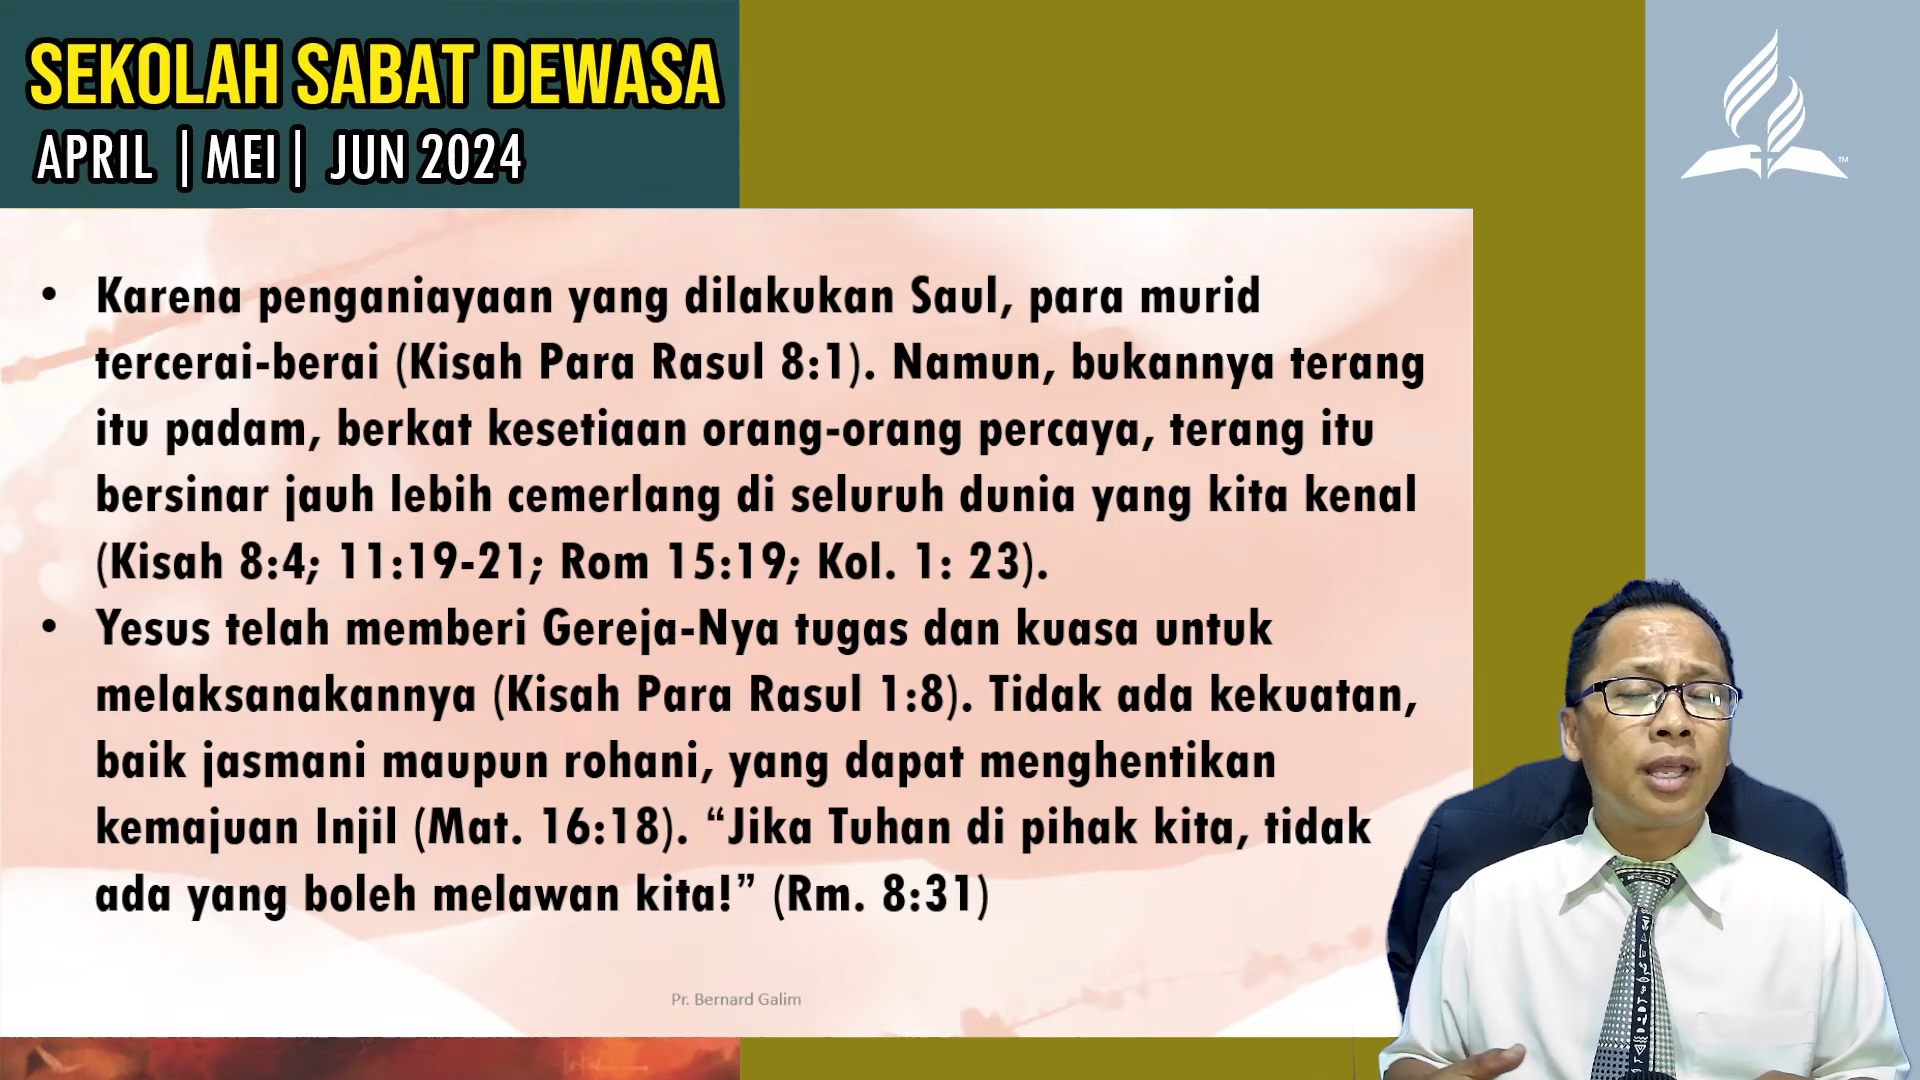 SEKOLAH SABAT DEWASA
APRIL | MEI | JUN 2024
TM
• Karena penganiayaan yang dilakukan Saul, para murid
tercerai-berai (Kisah Para Rasul 8:1). Namun, bukannya terang
itu padam, berkat kesetiaan orang-orang percaya, terang itu
bersinar jauh lebih cemerlang di seluruh dunia yang kita kenal
(Kisah 8:4; 11:19-21; Rom 15:19; Kol. 1: 23).
• Yesus telah memberi Gereja-Nya tugas dan kuasa untuk
melaksanakannya (Kisah Para Rasul 1:8). Tidak ada kekuatan,
baik jasmani maupun rohani, yang dapat menghentikan
kemajuan Injil (Mat. 16:18). “Jika Tuhan di pihak kita, tidak
ada yang boleh melawan kita!” (Rm. 8:31)
Pr. Bernard Galim